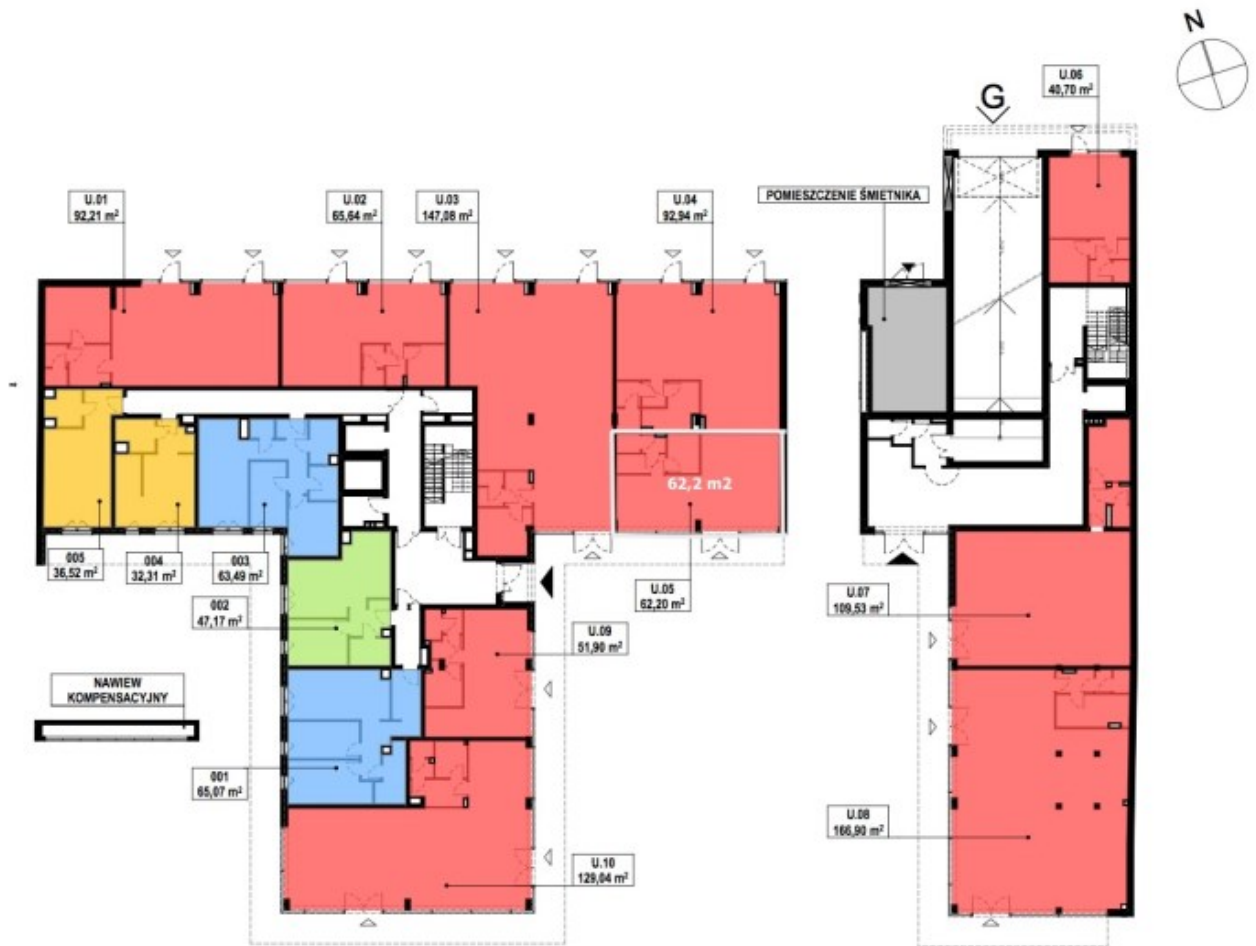 N
U.06
40,70 m²
G
U.01
92,21 m²
U.02
65,64 m²
U.03
147,08 m²
U.04
92,94 m²
POMIESZCZENIE ŚMIETNIKA
62,2 m2
005
36,52 m²
004
32,31 m²
003
63,49 m²
U.05
62,20 m²
U.07
109,53 m²
002
47,17 m²
U.09
51,90 m²
NAWIEW
KOMPENSACYJNY
001
65,07 m²
U.08
166,90 m²
U.10
129,04 m²